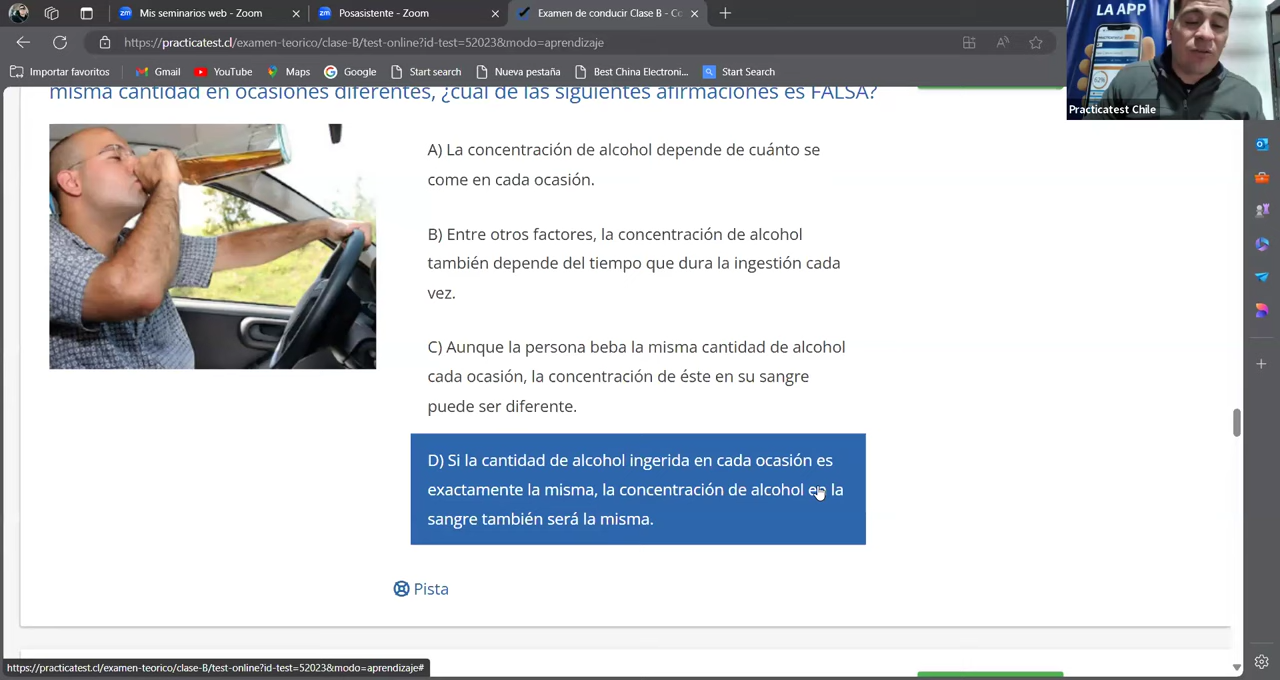 Mis seminarios web - Zoom
Posasistente - Zoom
Examen de conducir Clase B - Co
https://practicatest.cl/examen-teorico/clase-B/test-online?id-test=52023&modo=aprendizaje
Importar favoritos
Gmail
YouTube
Maps
Google
Start search
Nueva pestaña
Best China Electroni...
Start Search
LA APP
Practicatest Chile
misma cantidad en ocasiones diferentes, ¿cuál de las siguientes afirmaciones es FALSA?
A) La concentración de alcohol depende de cuánto se
come en cada ocasión.
B) Entre otros factores, la concentración de alcohol
también depende del tiempo que dura la ingestión cada
vez.
C) Aunque la persona beba la misma cantidad de alcohol
cada ocasión, la concentración de éste en su sangre
puede ser diferente.
D) Si la cantidad de alcohol ingerida en cada ocasión es
exactamente la misma, la concentración de alcohol en la
sangre también será la misma.
Pista
https://practicatest.cl/examen-teorico/clase-B/test-online?id-test=52023&modo=aprendizaje#